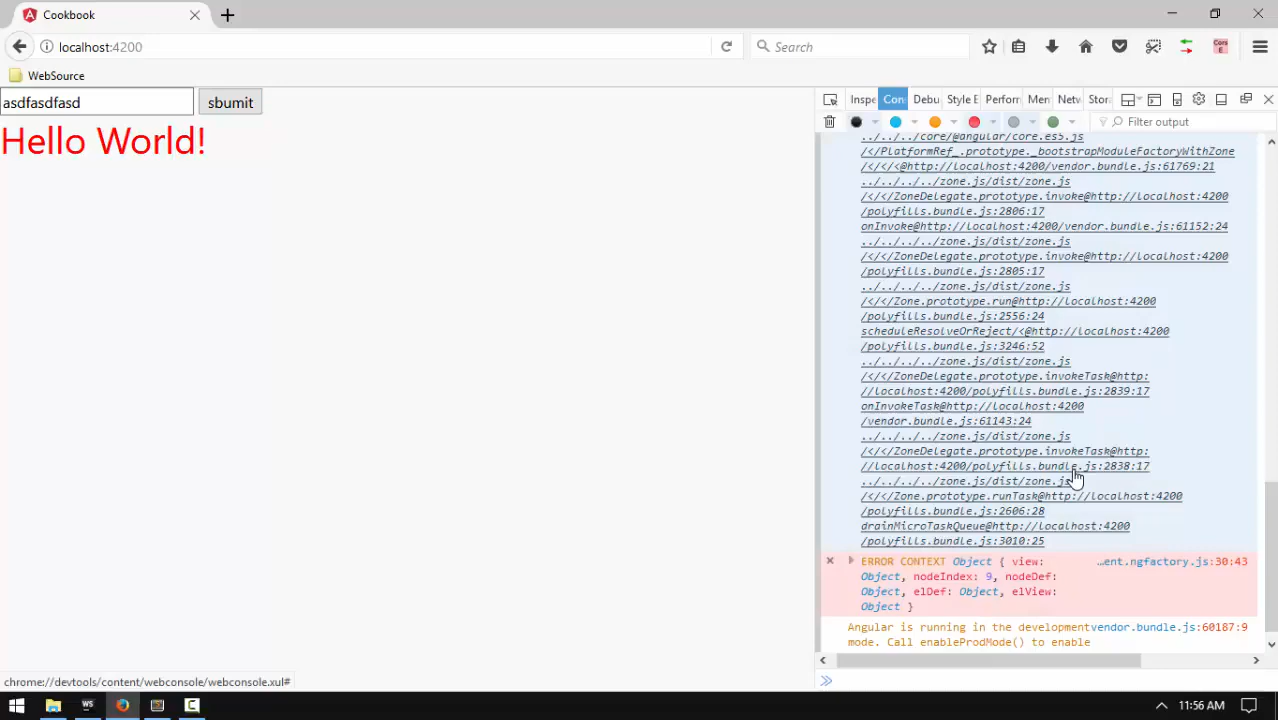 Cookbook
localhost:4200
Search
WebSource
asdfasdfasd
sbumit
Hello World!
Inspe
Con
Debu
Style E
Perform
Men
Netw
Stor
Filter output
../../../core/@angular/core.es5.js
/</PlatformRef_.prototype._bootstrapModuleFactoryWithZone
/</</<@http://localhost:4200/vendor.bundle.js:61769:21
../../../../zone.js/dist/zone.js
/</</ZoneDelegate.prototype.invoke@http://localhost:4200
/polyfills.bundle.js:2806:17
onInvoke@http://localhost:4200/vendor.bundle.js:61152:24
../../../../zone.js/dist/zone.js
/</</ZoneDelegate.prototype.invoke@http://localhost:4200
/polyfills.bundle.js:2805:17
../../../../zone.js/dist/zone.js
/</</Zone.prototype.run@http://localhost:4200
/polyfills.bundle.js:2556:24
scheduleResolveOrReject/<@http://localhost:4200
/polyfills.bundle.js:3246:52
../../../../zone.js/dist/zone.js
/</</ZoneDelegate.prototype.invokeTask@http:
//localhost:4200/polyfills.bundle.js:2839:17
onInvokeTask@http://localhost:4200
/vendor.bundle.js:61143:24
../../../../zone.js/dist/zone.js
/</</ZoneDelegate.prototype.invokeTask@http:
//localhost:4200/polyfills.bundle.js:2838:17
../../../../zone.js/dist/zone.js
/</</Zone.prototype.runTask@http://localhost:4200
/polyfills.bundle.js:2606:28
drainMicroTaskQueue@http://localhost:4200
/polyfills.bundle.js:3010:25
ERROR CONTEXT Object { view: …ent.ngfactory.js:30:43
Object, nodeIndex: 9, nodeDef:
Object, elDef: Object, elView:
Object }
Angular is running in the development vendor.bundle.js:60187:9
mode. Call enableProdMode() to enable
chrome://devtools/content/webconsole/webconsole.xul#
11:56 AM